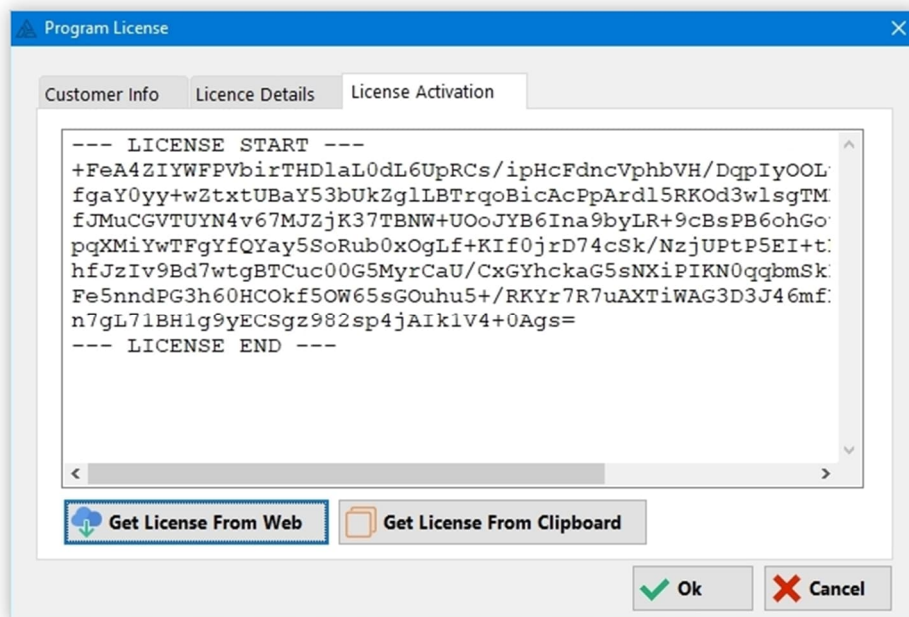 Program License
Customer Info
Licence Details
License Activation
--- LICENSE START ---
+FeA4ZIYWFPVbirTHDlaL0dL6UpRCs/ipHcFdncVphbVH/DqpIyOOL
fgaY0yy+wZtxtUBaY53bUkZglLBTrqoBicAcPpArdl5RKOd3wlsgTM
fJMuCGVTUYN4v67MJZjK37TBNW+UOoJYB6Ina9byLR+9cBsPB6ohGo
pqXMiYwTFgYfQYay5SoRub0xOgLf+KIf0jrD74cSk/NzjUPtP5EI+t
hfJzIv9Bd7wtgBTCuc00G5MyrCaU/CxGYhckaG5sNXiPIKN0qqbmSk
Fe5nndPG3h60HCOkf5OW65sGOuhu5+/RKYr7R7uAXTiWAG3D3J46mf
n7gL71BH1g9yECSgz982sp4jAIk1V4+0Ags=
--- LICENSE END ---
Get License From Web
Get License From Clipboard
Ok
Cancel